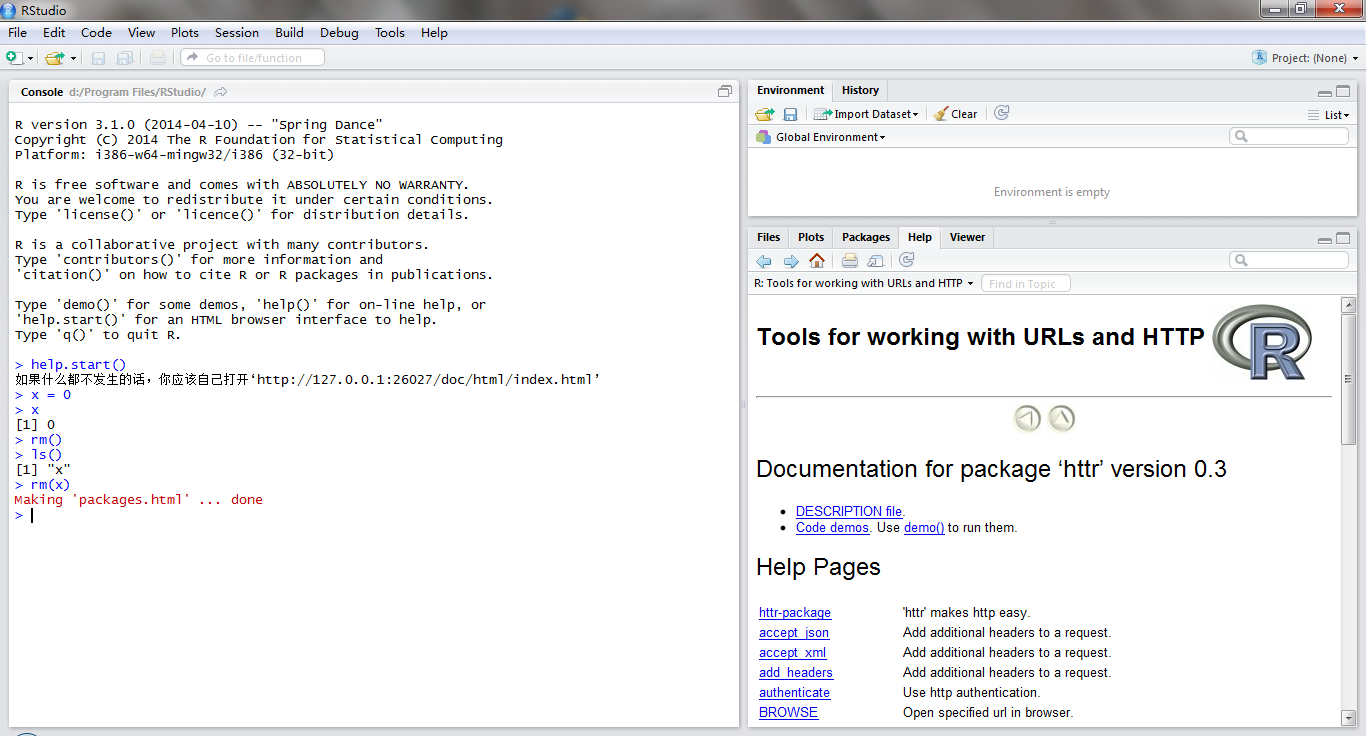 RStudio
File Edit Code View Plots Session Build Debug Tools Help
Go to file/function
Project: (None)
Console d:/Program Files/RStudio/
R version 3.1.0 (2014-04-10) -- "Spring Dance"
Copyright (C) 2014 The R Foundation for Statistical Computing
Platform: i386-w64-mingw32/i386 (32-bit)
R is free software and comes with ABSOLUTELY NO WARRANTY.
You are welcome to redistribute it under certain conditions.
Type 'license()' or 'licence()' for distribution details.
R is a collaborative project with many contributors.
Type 'contributors()' for more information and
'citation()' on how to cite R or R packages in publications.
Type 'demo()' for some demos, 'help()' for on-line help, or
'help.start()' for an HTML browser interface to help.
Type 'q()' to quit R.
> help.start()
如果什么都不发生的话，你应该自己打开‘http://127.0.0.1:26027/doc/html/index.html’
> x = 0
> x
[1] 0
> rm()
> ls()
[1] "x"
> rm(x)
Making 'packages.html' ... done
>
Environment History
Import Dataset Clear List
Global Environment
Environment is empty
Files Plots Packages Help Viewer
R: Tools for working with URLs and HTTP Find in Topic
Tools for working with URLs and HTTP R
Documentation for package ‘httr’ version 0.3
DESCRIPTION file.
Code demos. Use demo() to run them.
Help Pages
httr-package 'httr' makes http easy.
accept_json Add additional headers to a request.
accept_xml Add additional headers to a request.
add_headers Add additional headers to a request.
authenticate Use http authentication.
BROWSE Open specified url in browser.